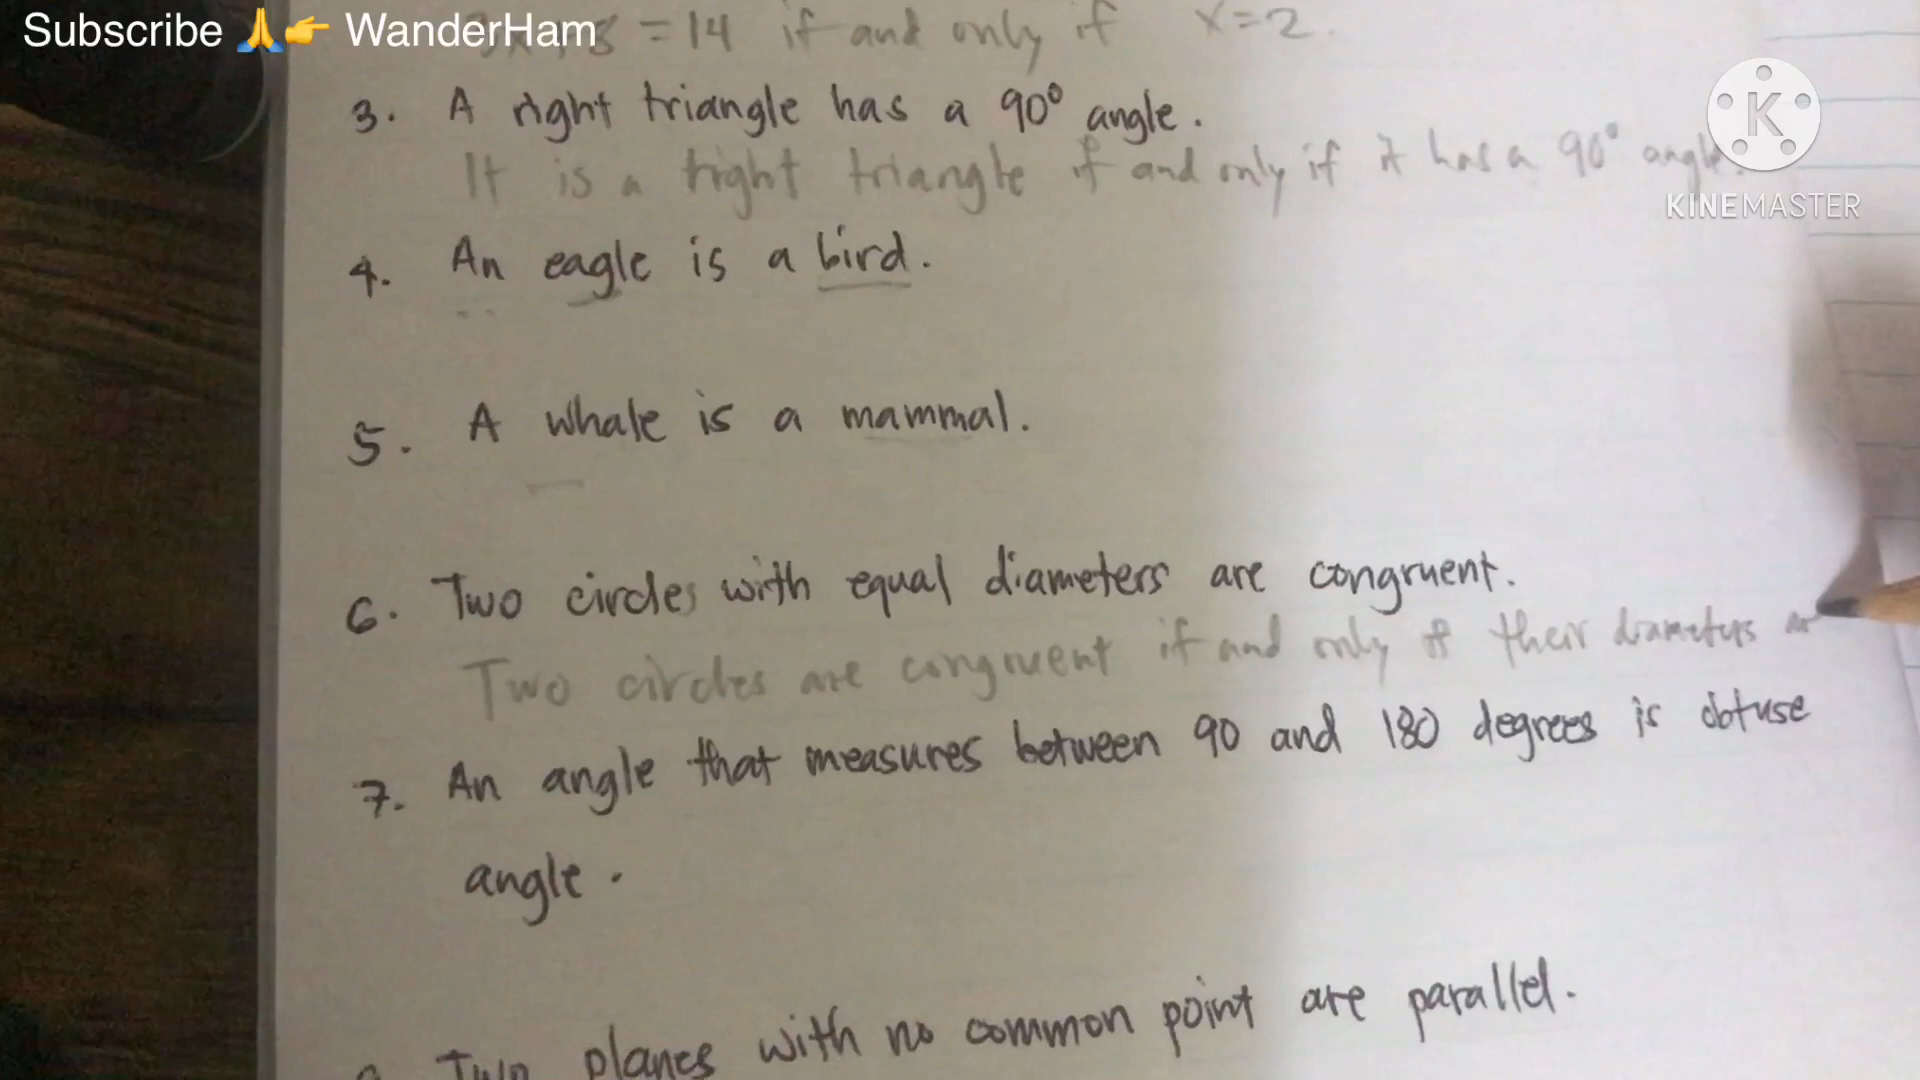 Subscribe 🙏👉 WanderHam
= 14 if and only if x = 2.
K
KINEMASTER
3. A right triangle has a 90° angle.
It is a right triangle if and only if it has a 90° angle.
4. An eagle is a bird.
5. A whale is a mammal.
6. Two circles with equal diameters are congruent.
Two circles are congruent if and only if their diameters ar
7. An angle that measures between 90 and 180 degrees is obtuse
angle.
Two planes with no common point are parallel.